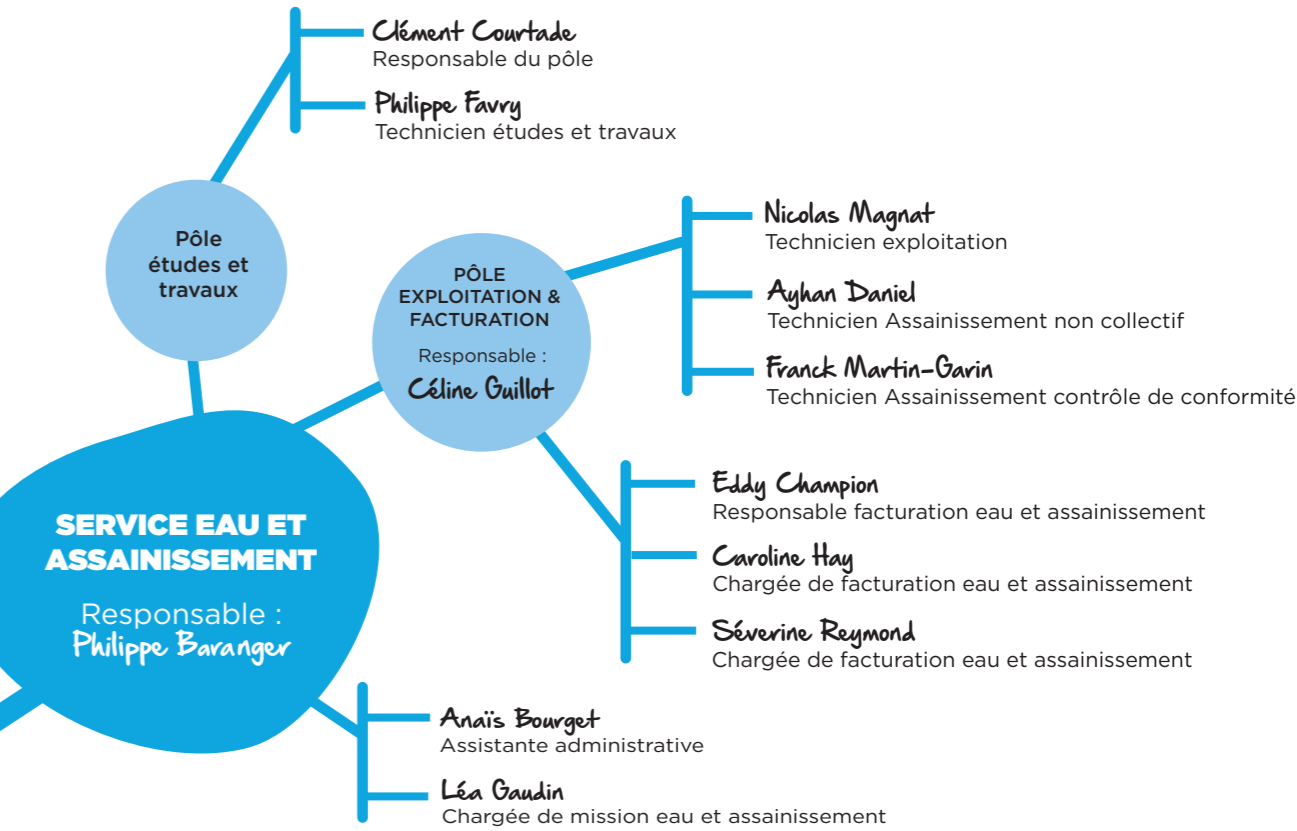 Clément Courtade
Responsable du pôle
Philippe Favry
Technicien études et travaux
Pôle
études et
travaux
PÔLE
EXPLOITATION &
FACTURATION
Responsable :
Céline Guillot
Nicolas Magnat
Technicien exploitation
Ayhan Daniel
Technicien Assainissement non collectif
Franck Martin-Garin
Technicien Assainissement contrôle de conformité
Eddy Champion
Responsable facturation eau et assainissement
Caroline Hay
Chargée de facturation eau et assainissement
Séverine Reymond
Chargée de facturation eau et assainissement
SERVICE EAU ET
ASSAINISSEMENT
Responsable :
Philippe Baranger
Anaïs Bourget
Assistante administrative
Léa Gaudin
Chargée de mission eau et assainissement